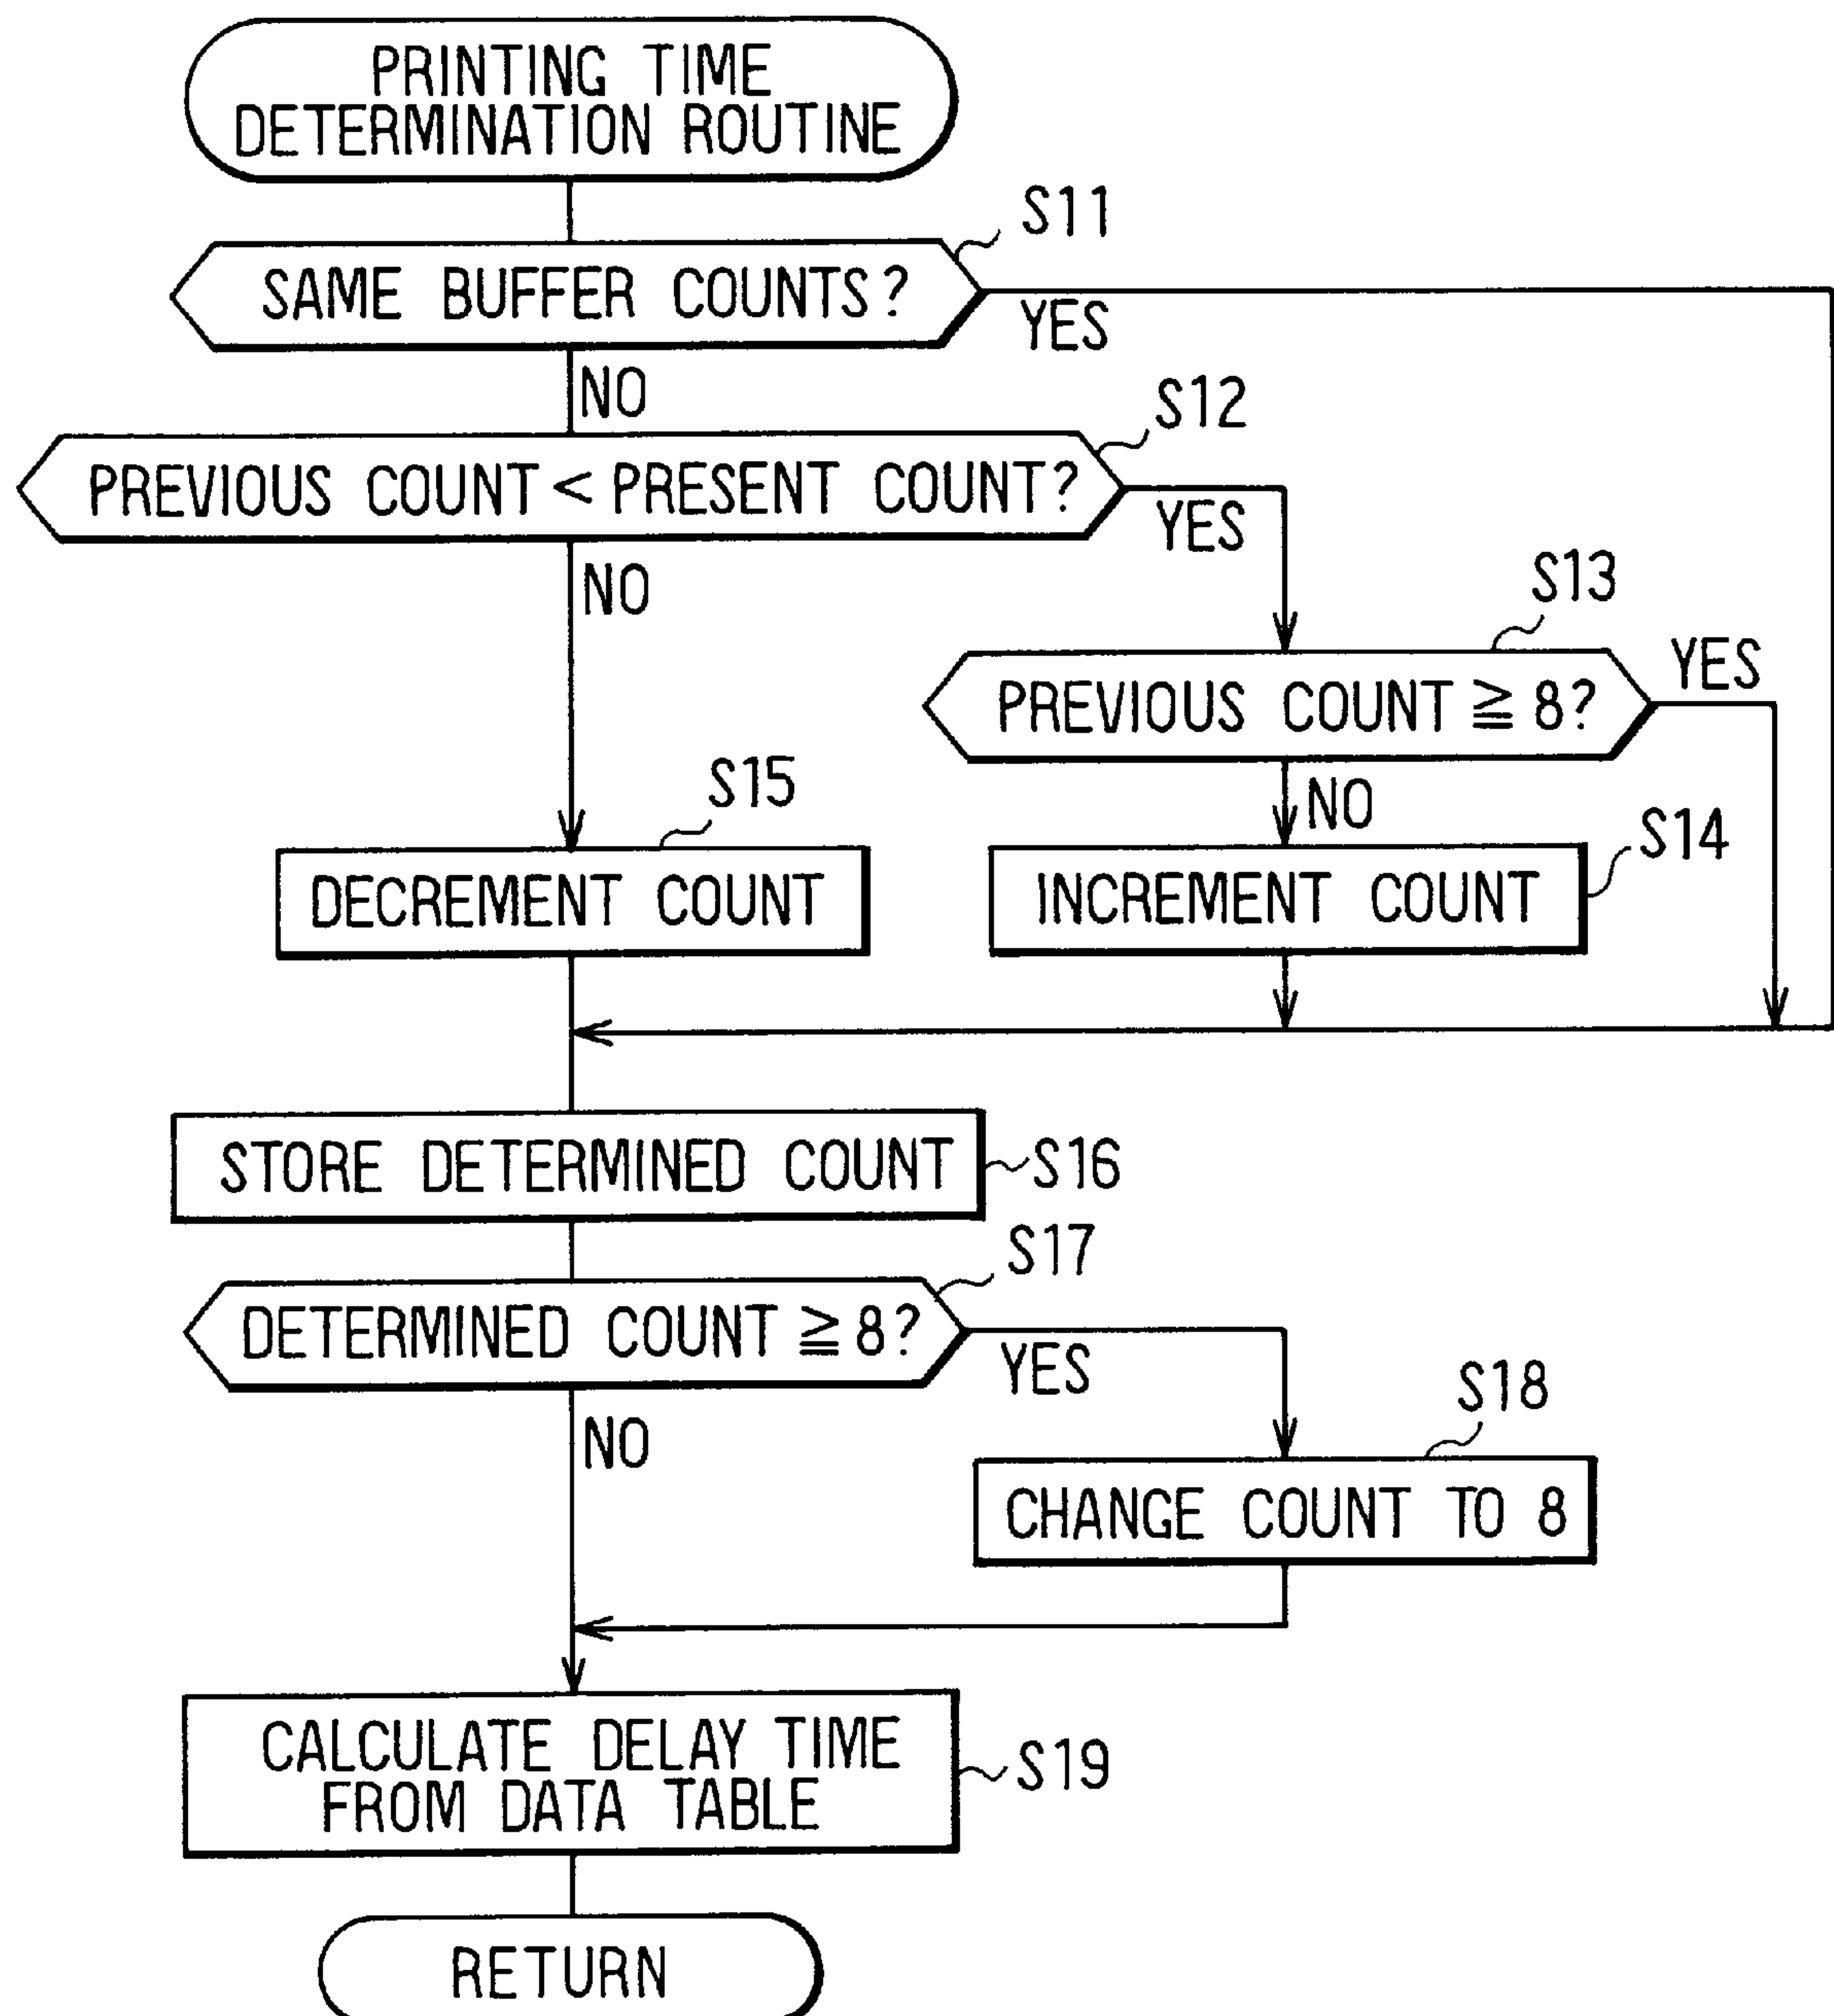 PRINTING TIME
DETERMINATION ROUTINE
S11
SAME BUFFER COUNTS?
YES
NO
S12
PREVIOUS COUNT < PRESENT COUNT?
YES
NO
S13
PREVIOUS COUNT ≧ 8?
YES
NO
S15
DECREMENT COUNT
S14
INCREMENT COUNT
STORE DETERMINED COUNT
S16
S17
DETERMINED COUNT ≧ 8?
YES
NO
S18
CHANGE COUNT TO 8
CALCULATE DELAY TIME
FROM DATA TABLE
S19
RETURN